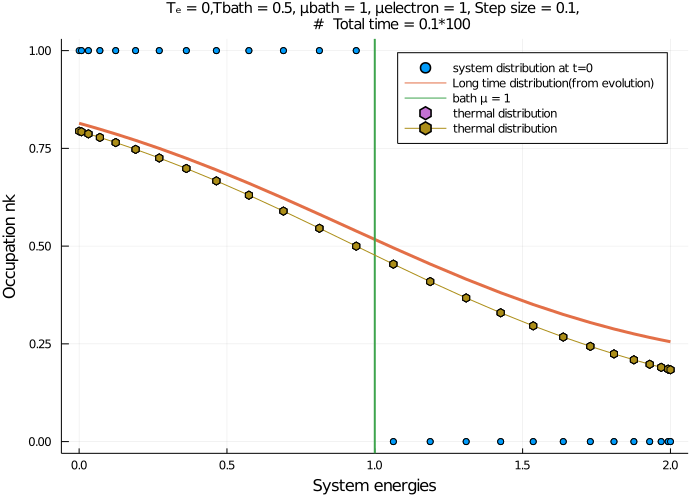 Tₑ = 0,Tbath = 0.5, μbath = 1, μelectron = 1, Step size = 0.1,
# Total time = 0.1*100
1.00
0.75
0.50
0.25
0.00
Occupation nk
system distribution at t=0
Long time distribution(from evolution)
bath μ = 1
thermal distribution
thermal distribution
0.0 0.5 1.0 1.5 2.0
System energies